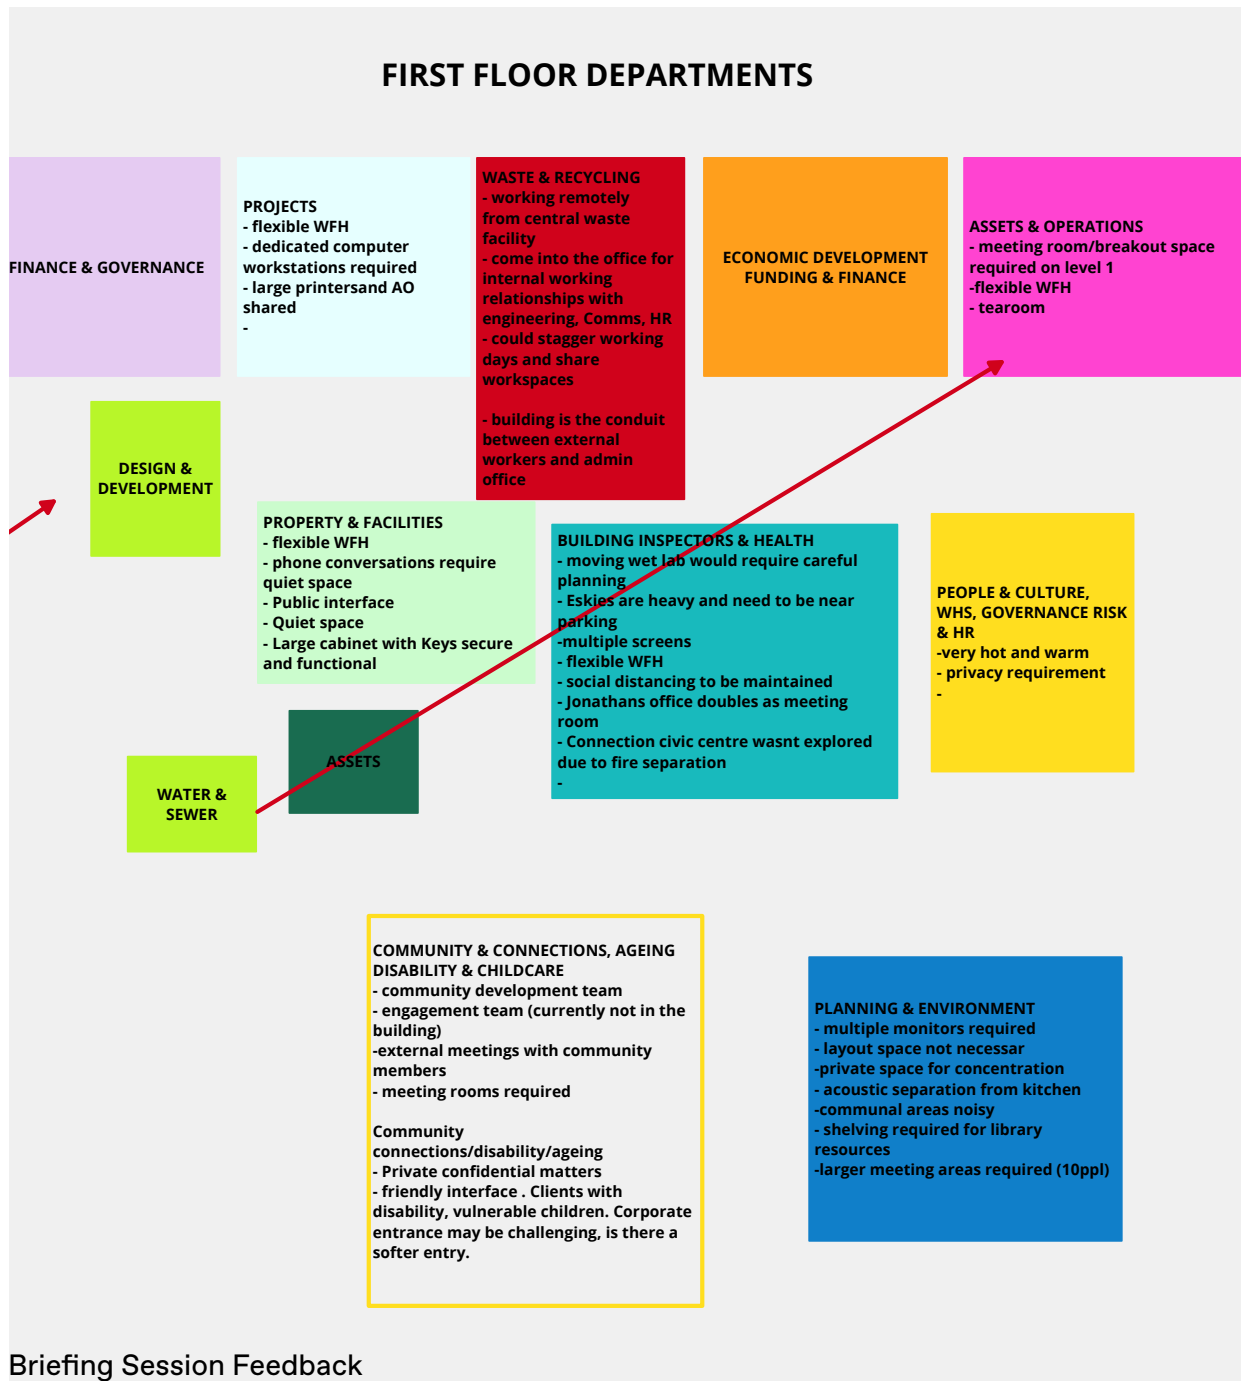 FIRST FLOOR DEPARTMENTS
FINANCE & GOVERNANCE
PROJECTS
- flexible WFH
- dedicated computer
workstations required
- large printersand AO
shared
-
WASTE & RECYCLING
- working remotely
from central waste
facility
- come into the office for
internal working
relationships with
engineering, Comms, HR
- could stagger working
days and share
workspaces
- building is the conduit
between external
workers and admin
office
ECONOMIC DEVELOPMENT
FUNDING & FINANCE
ASSETS & OPERATIONS
- meeting room/breakout space
required on level 1
-flexible WFH
- tearoom
DESIGN &
DEVELOPMENT
PROPERTY & FACILITIES
- flexible WFH
- phone conversations require
quiet space
- Public interface
- Quiet space
- Large cabinet with Keys secure
and functional
BUILDING INSPECTORS & HEALTH
- moving wet lab would require careful
planning
- Eskies are heavy and need to be near
parking
-multiple screens
- flexible WFH
- social distancing to be maintained
- Jonathans office doubles as meeting
room
- Connection civic centre wasnt explored
due to fire separation
-
PEOPLE & CULTURE,
WHS, GOVERNANCE RISK
& HR
-very hot and warm
- privacy requirement
-
ASSETS
WATER &
SEWER
COMMUNITY & CONNECTIONS, AGEING
DISABILITY & CHILDCARE
- community development team
- engagement team (currently not in the
building)
-external meetings with community
members
- meeting rooms required
Community
connections/disability/ageing
- Private confidential matters
- friendly interface . Clients with
disability, vulnerable children. Corporate
entrance may be challenging, is there a
softer entry.
PLANNING & ENVIRONMENT
- multiple monitors required
- layout space not necessar
-private space for concentration
- acoustic separation from kitchen
-communal areas noisy
- shelving required for library
resources
-larger meeting areas required (10ppl)
Briefing Session Feedback